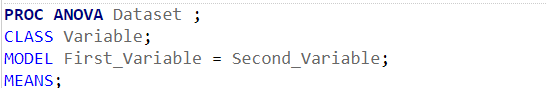 PROC ANOVA Dataset ;
CLASS Variable;
MODEL First_Variable = Second_Variable;
MEANS;